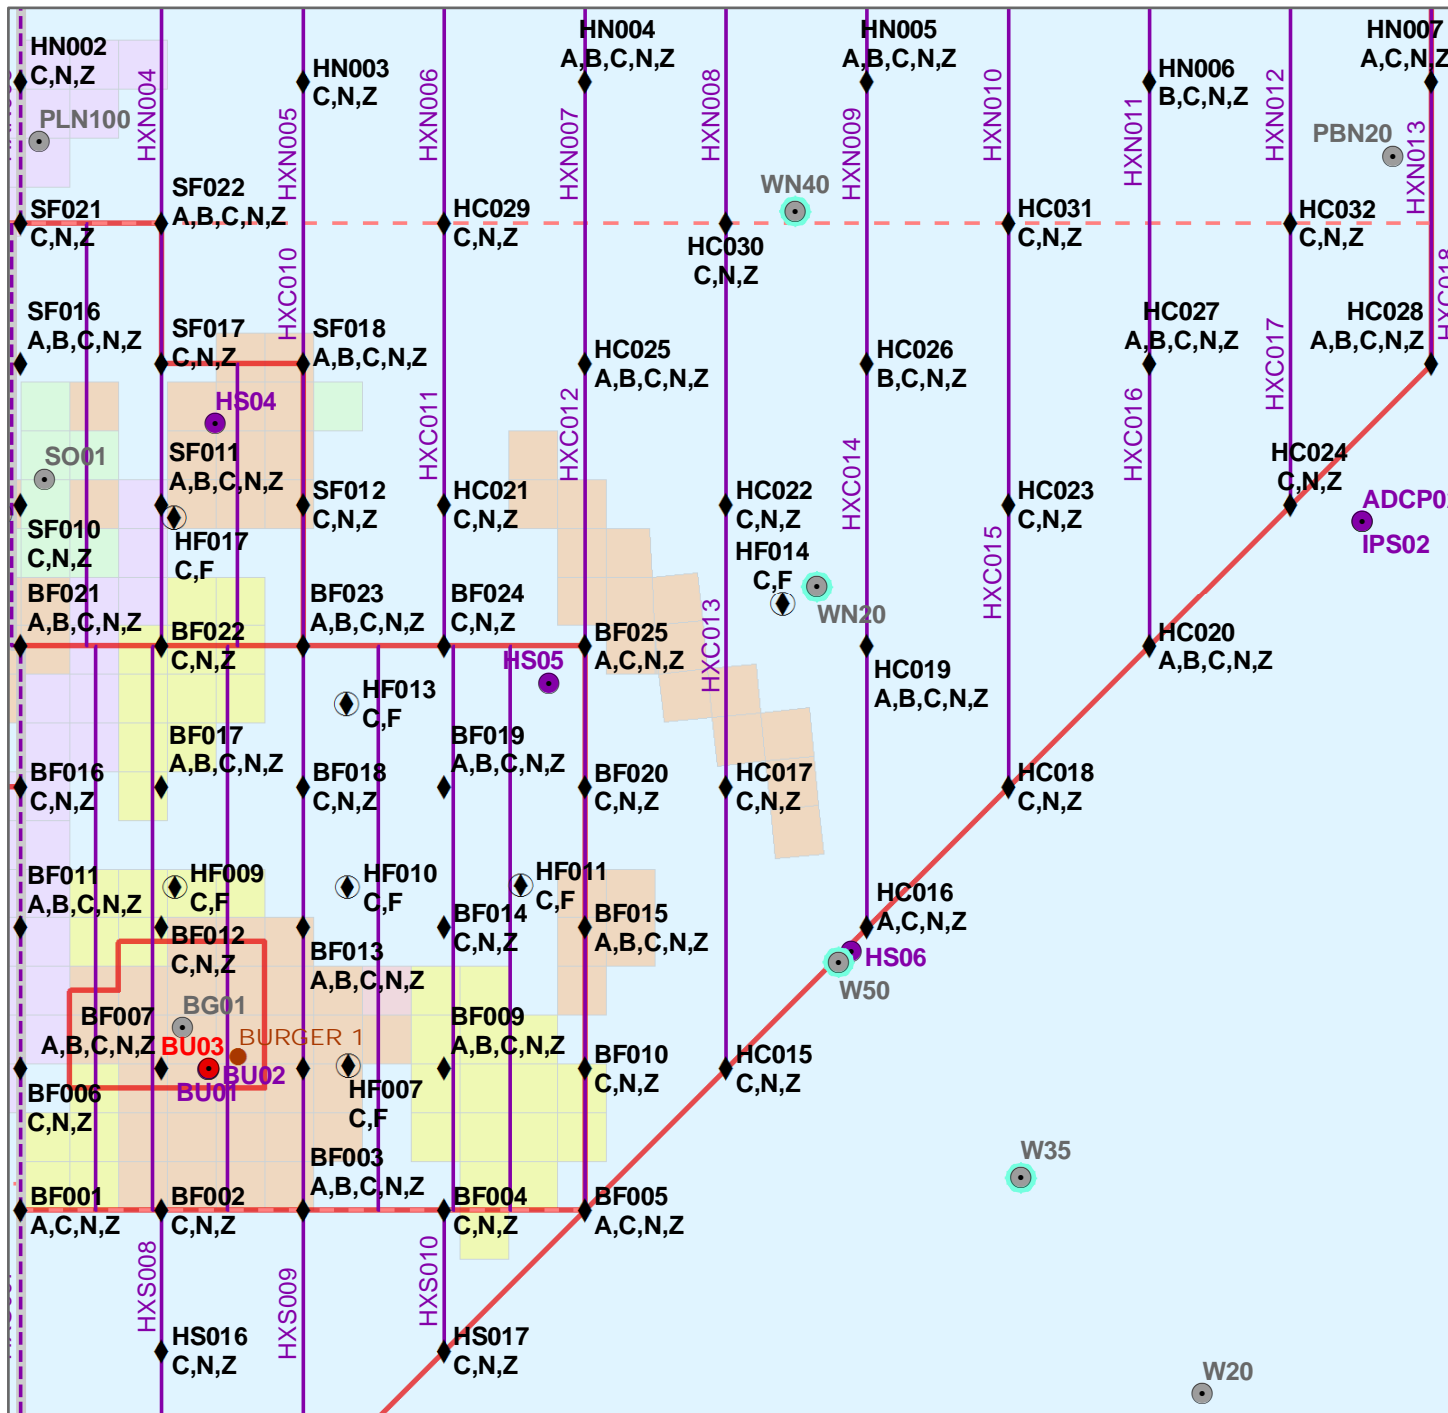 HN002
C,N,Z
HXN004
HN003
C,N,Z
HXN005
HXN006
HN004
A,B,C,N,Z
HXN007
HXN008
HN005
A,B,C,N,Z
HXN009
HXN010
HN006
B,C,N,Z
HXN011
HXN012
HN007
A,C,N,Z
HXN013
PLN100
PBN20
WN40
SF021
C,N,Z
SF022
A,B,C,N,Z
HC029
C,N,Z
HC030
C,N,Z
HC031
C,N,Z
HC032
C,N,Z
HXC010
HXC018
SF016
A,B,C,N,Z
SF017
C,N,Z
SF018
A,B,C,N,Z
HC025
A,B,C,N,Z
HC026
B,C,N,Z
HC027
A,B,C,N,Z
HC028
A,B,C,N,Z
HXC011
HXC012
HXC014
HXC016
HXC017
HS04
SO01
SF010
C,N,Z
SF011
A,B,C,N,Z
SF012
C,N,Z
HC021
C,N,Z
HC022
C,N,Z
HC023
C,N,Z
HC024
C,N,Z
ADCP02
IPS02
HF017
C,F
HF014
C,F
WN20
HXC013
HXC015
BF021
A,B,C,N,Z
BF022
C,N,Z
BF023
A,B,C,N,Z
BF024
C,N,Z
BF025
A,C,N,Z
HC019
A,B,C,N,Z
HC020
A,B,C,N,Z
HS05
HF013
C,F
BF016
C,N,Z
BF017
A,B,C,N,Z
BF018
C,N,Z
BF019
A,B,C,N,Z
BF020
C,N,Z
HC017
C,N,Z
HC018
C,N,Z
BF011
A,B,C,N,Z
HF009
C,F
HF010
C,F
HF011
C,F
BF012
C,N,Z
BF013
A,B,C,N,Z
BF014
C,N,Z
BF015
A,B,C,N,Z
HC016
A,C,N,Z
HS06
W50
BG01
BURGER 1
BU03
BU02
BU01
BF006
C,N,Z
BF007
A,B,C,N,Z
HF007
C,F
BF009
A,B,C,N,Z
BF010
C,N,Z
HC015
C,N,Z
W35
BF001
A,C,N,Z
BF002
C,N,Z
BF003
A,B,C,N,Z
BF004
C,N,Z
BF005
A,C,N,Z
HXS008
HXS009
HXS010
HS016
C,N,Z
HS017
C,N,Z
W20